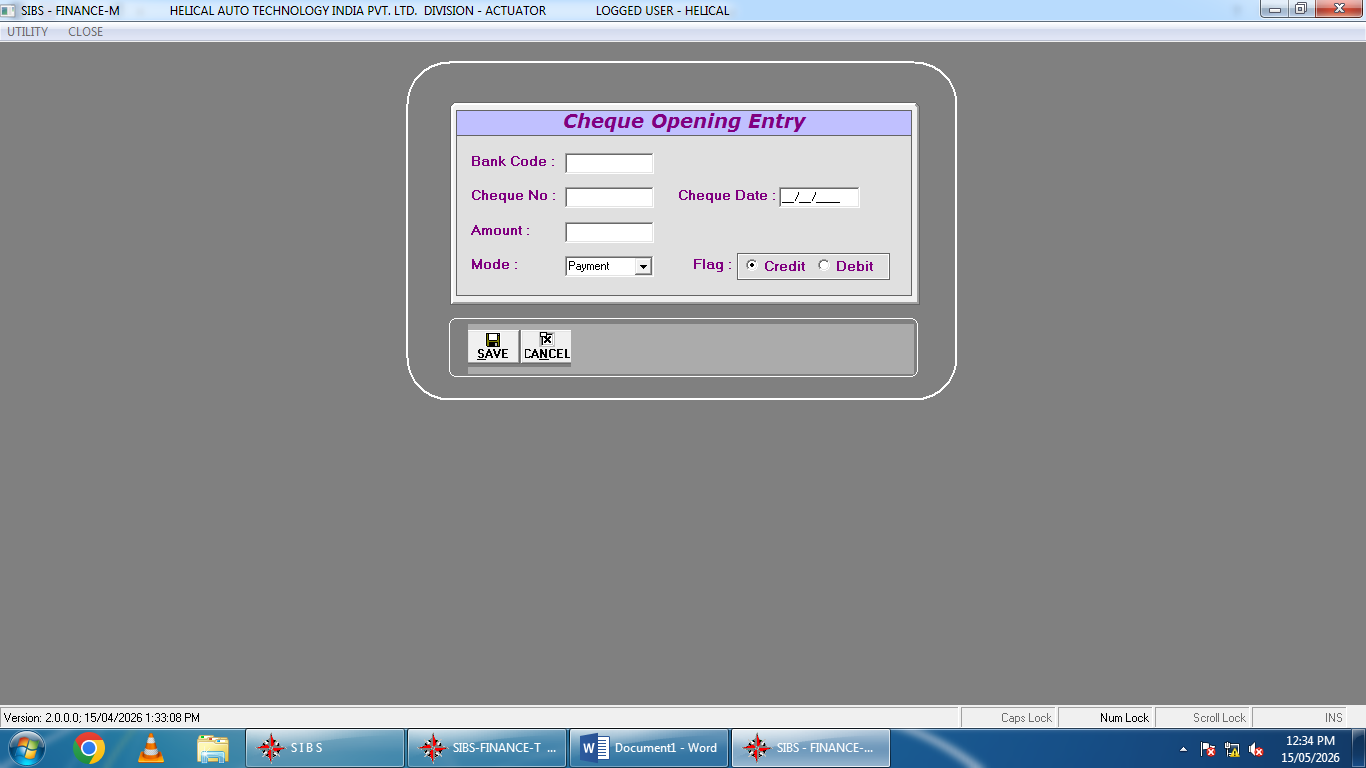 SIBS - FINANCE-M HELICAL AUTO TECHNOLOGY INDIA PVT. LTD. DIVISION - ACTUATOR LOGGED USER - HELICAL
UTILITY CLOSE
Cheque Opening Entry
Bank Code :
Cheque No : Cheque Date : __/__/____
Amount :
Mode : Payment Flag : Credit Debit
SAVE CANCEL
Version: 2.0.0.0; 15/04/2026 1:33:08 PM Caps Lock Num Lock Scroll Lock INS
S I B S SIBS-FINANCE-T ... Document1 - Word SIBS - FINANCE-... 12:34 PM
15/05/2026